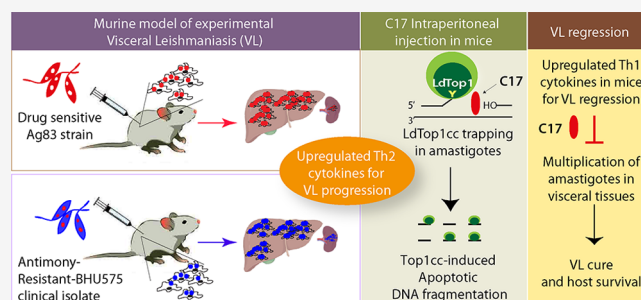 Murine model of experimental
Visceral Leishmaniasis (VL)
Drug sensitive
Ag83 strain
Antimony-
Resistant-BHU575
clinical isolate
Upregulated Th2
cytokines for
VL progression
C17 Intraperitoneal
injection in mice
LdTop1
Y
C17
5'
HO
3'
LdTop1cc trapping
in amastigotes
Top1cc-induced
Apoptotic
DNA fragmentation
VL regression
Upregulated Th1
cytokines in mice
for VL regression
C17
Multiplication of
amastigotes in
visceral tissues
VL cure
and host survival